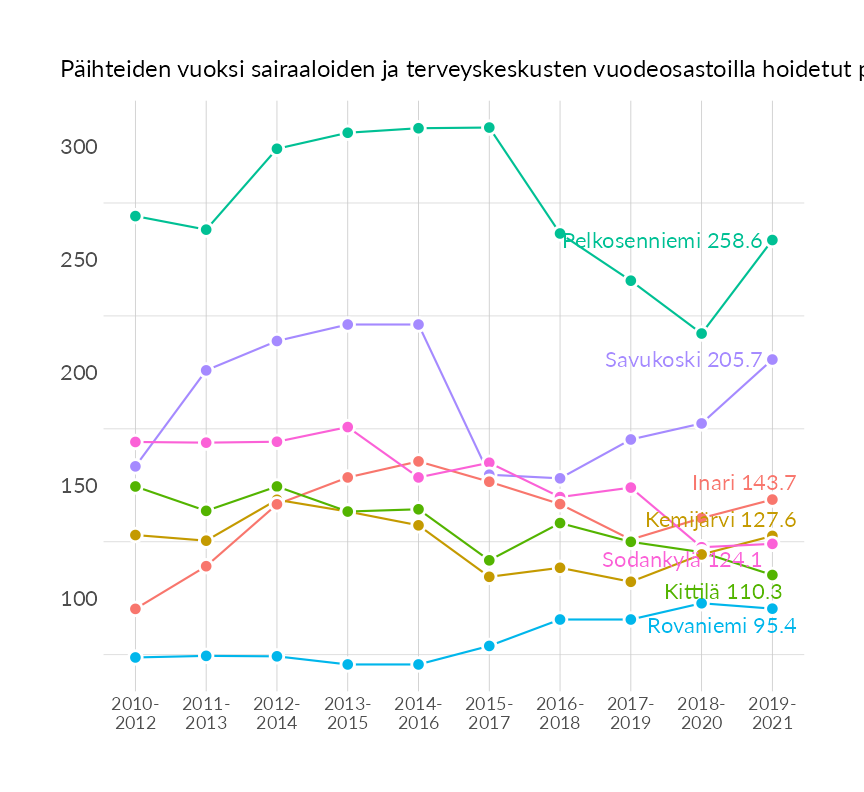 Päihteiden vuoksi sairaaloiden ja terveyskeskusten vuodeosastoilla hoidetut
300
250
200
150
100
Pelkosenniemi 258.6
Savukoski 205.7
Inari 143.7
Kemijärvi 127.6
Sodankylä 124.1
Kittilä 110.3
Rovaniemi 95.4
2010- 2011- 2012- 2013- 2014- 2015- 2016- 2017- 2018- 2019-
2012 2013 2014 2015 2016 2017 2018 2019 2020 2021